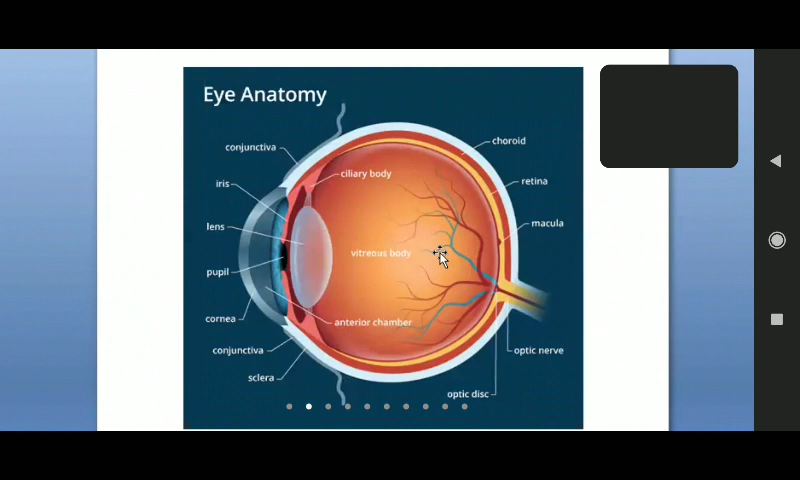 Eye Anatomy
conjunctiva
choroid
ciliary body
iris
retina
lens
macula
vitreous body
pupil
cornea
anterior chamber
conjunctiva
optic nerve
sclera
optic disc